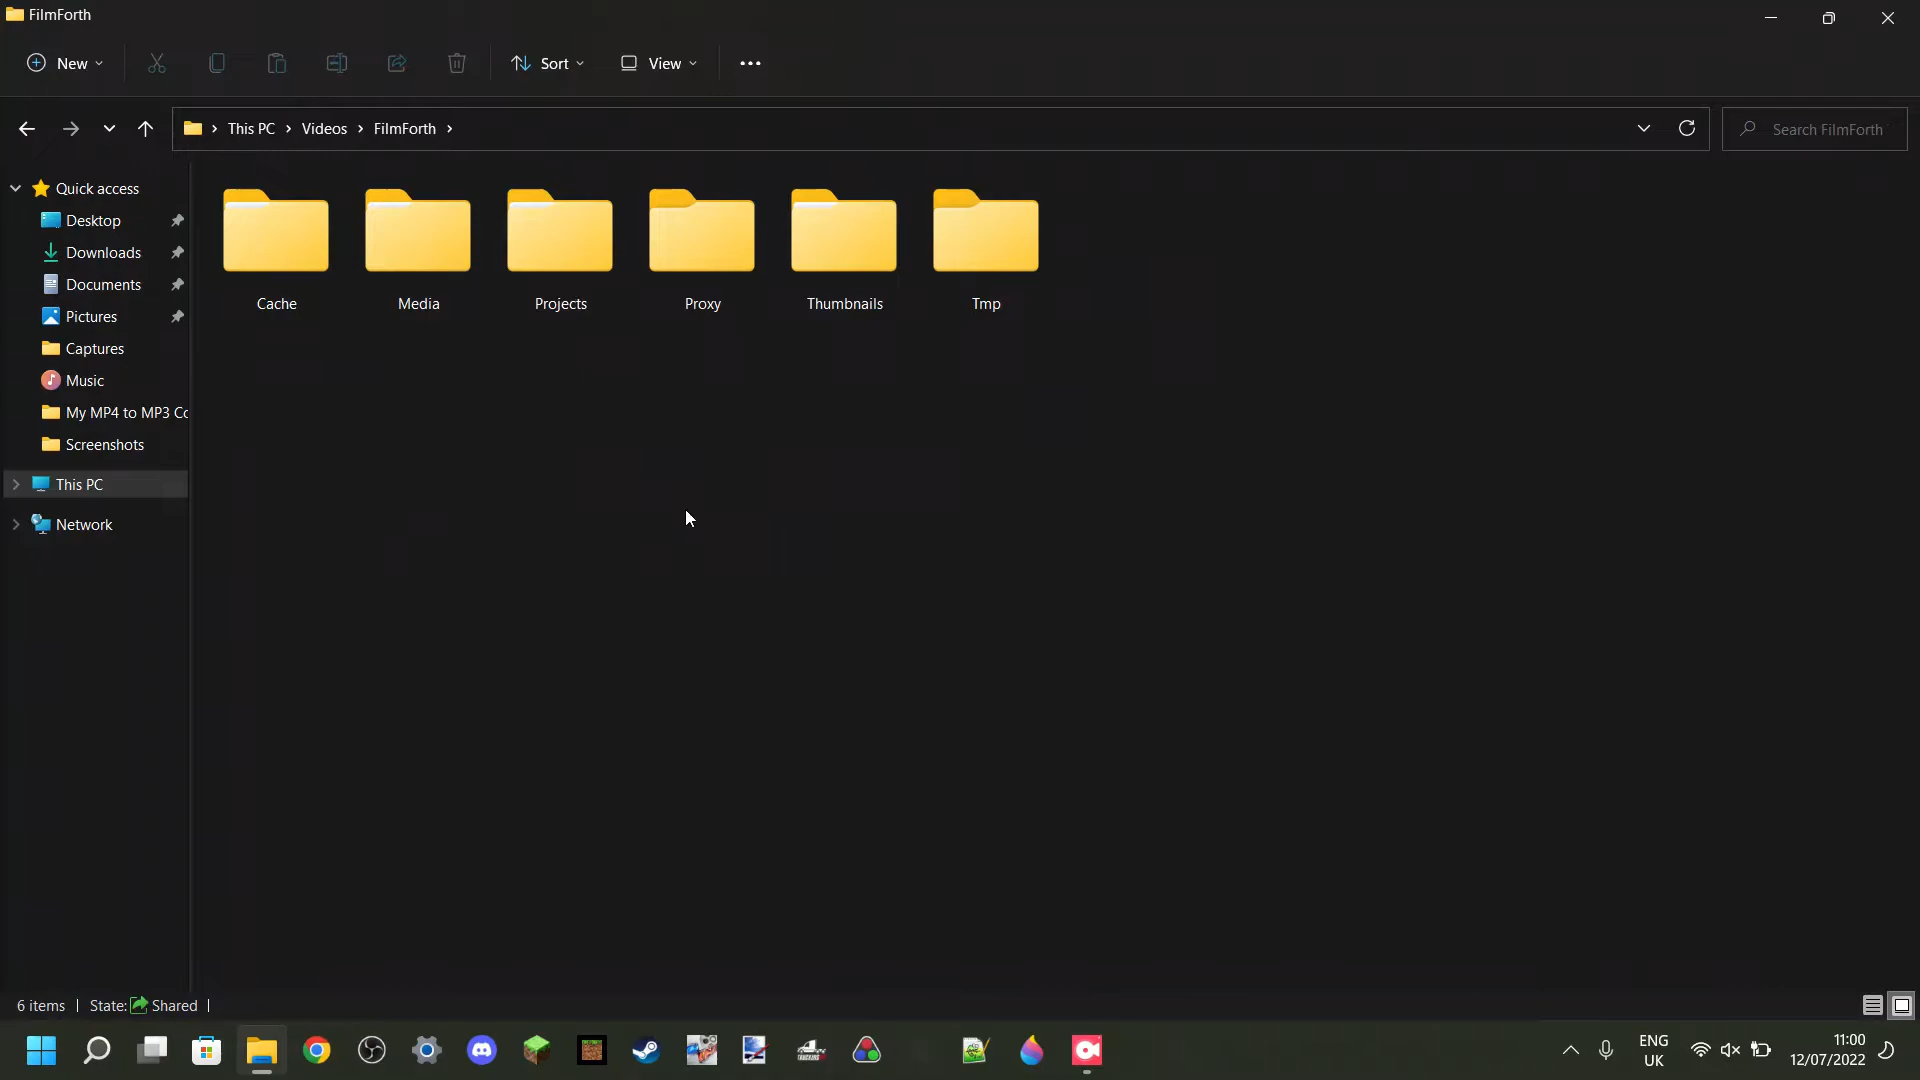 FilmForth
New
Sort
View
This PC
Videos
FilmForth
Search FilmForth
Quick access
Desktop
Downloads
Documents
Pictures
Captures
Music
My MP4 to MP3 Cc
Screenshots
This PC
Network
Cache
Media
Projects
Proxy
Thumbnails
Tmp
6 items
State: Shared
ENG
UK
11:00
12/07/2022